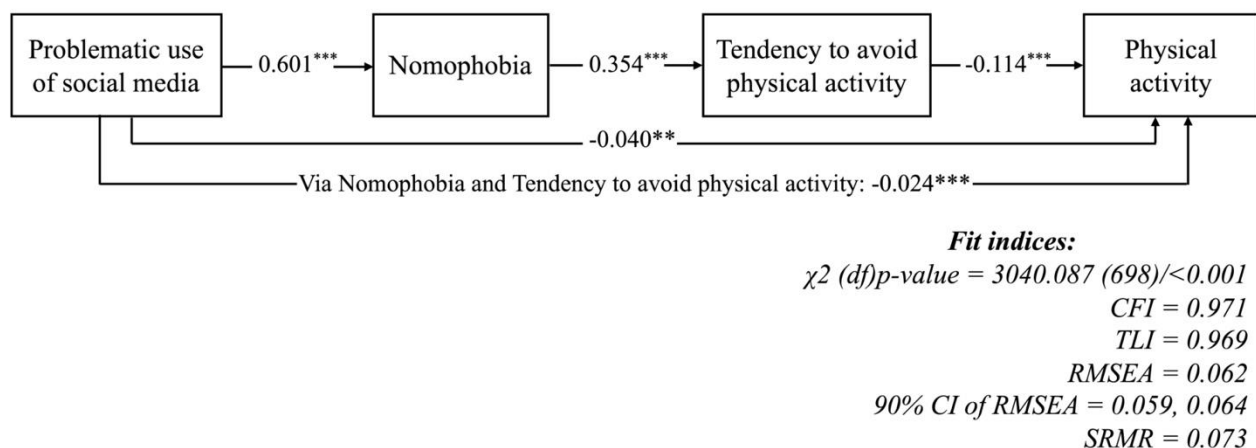 Problematic use
of social media
0.601***
Nomophobia
0.354***
Tendency to avoid
physical activity
-0.114***
Physical
activity
-0.040**
Via Nomophobia and Tendency to avoid physical activity: -0.024***
Fit indices:
χ2 (df)p-value = 3040.087 (698)/<0.001
CFI = 0.971
TLI = 0.969
RMSEA = 0.062
90% CI of RMSEA = 0.059, 0.064
SRMR = 0.073